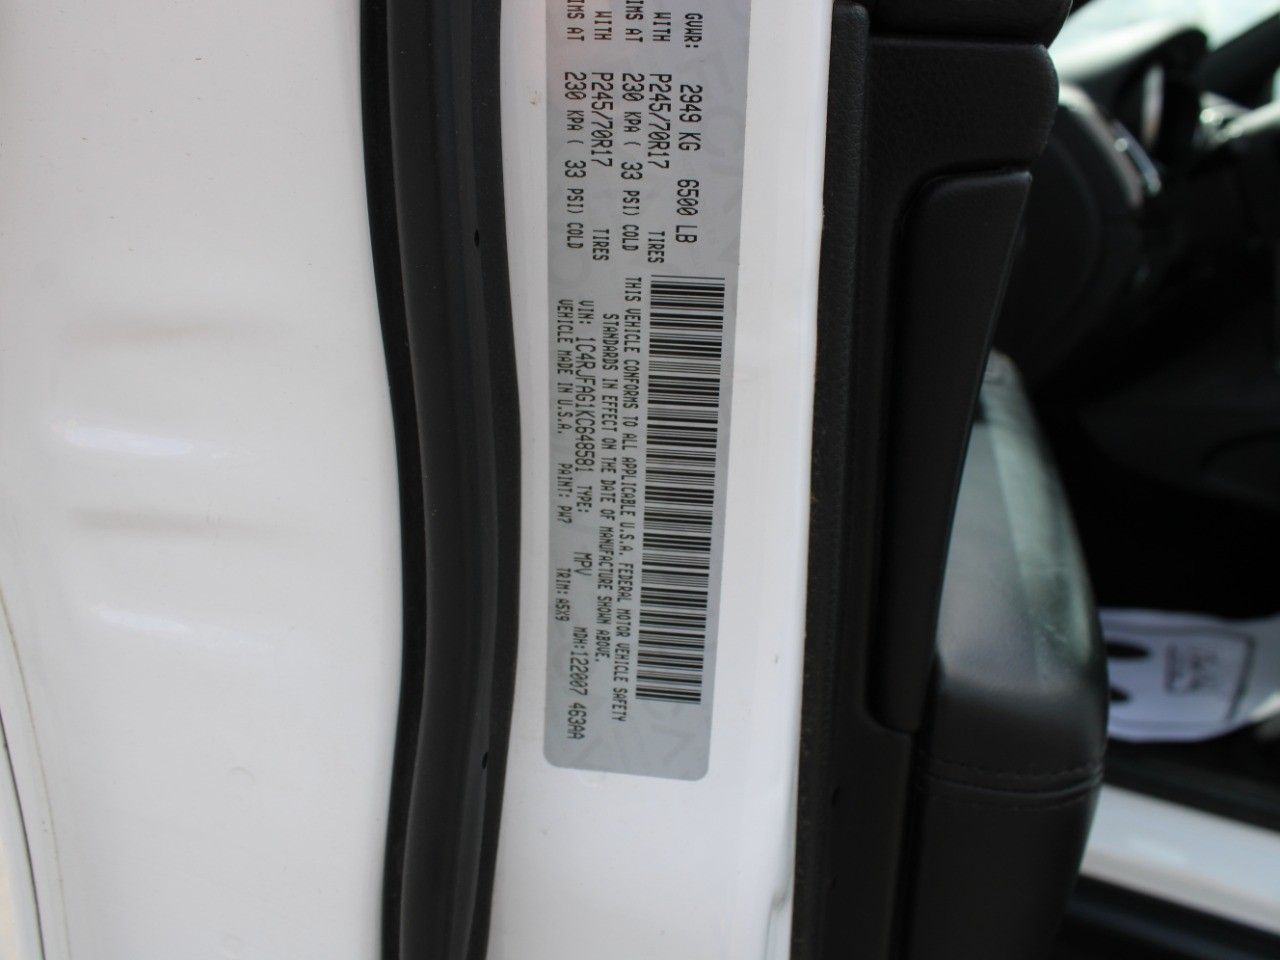 GVWR: 2949 KG 6500 LB
WITH P245/70R17 TIRES
IMS AT 230 KPA ( 33 PSI) COLD
WITH P245/70R17 TIRES
IMS AT 230 KPA ( 33 PSI) COLD
THIS VEHICLE CONFORMS TO ALL APPLICABLE U.S.A. FEDERAL MOTOR VEHICLE SAFETY
STANDARDS IN EFFECT ON THE DATE OF MANUFACTURE SHOWN ABOVE.
VIN: 1C4RJFAG1KC648581 TYPE: MPV MDH:122007 463AA
VEHICLE MADE IN U.S.A. PAINT: PW7 TRIM: A5X9